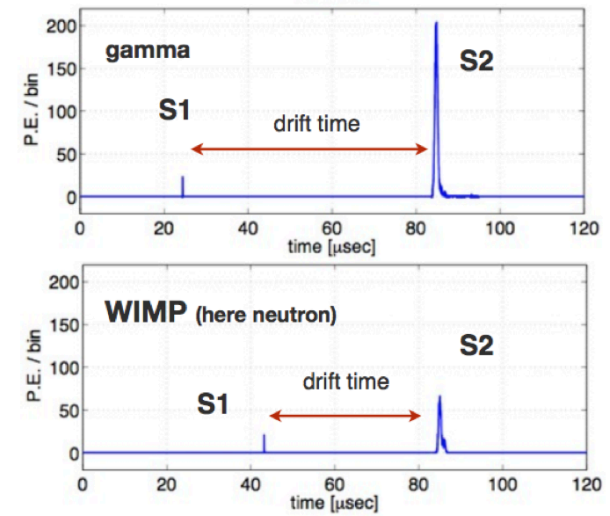 200
gamma
S2
150
S1
P.E. / bin
100
drift time
50
0
0 20 40 60 80 100 120
time [μsec]
200
WIMP (here neutron)
150
S2
P.E. / bin
100
drift time
S1
50
0
0 20 40 60 80 100 120
time [μsec]